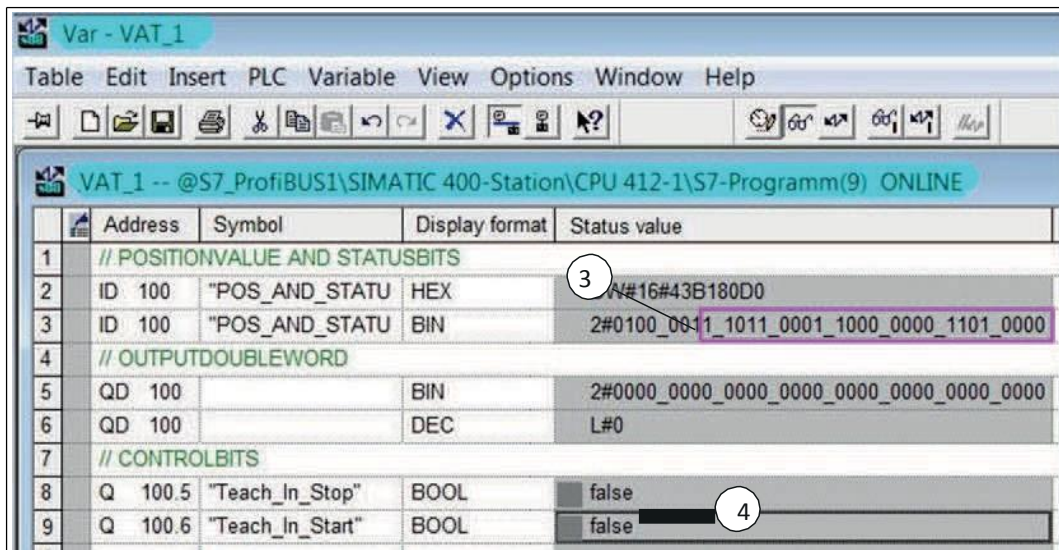 Var - VAT_1
Table Edit Insert PLC Variable View Options Window Help
VAT_1 -- @S7_ProfiBUS1\SIMATIC 400-Station\CPU 412-1\S7-Programm(9) ONLINE
Address Symbol Display format Status value
1 // POSITIONVALUE AND STATUSBITS
2 ID 100 "POS_AND_STATU HEX W#16#43B180D0
3
3 ID 100 "POS_AND_STATU BIN 2#0100_0011_1011_0001_1000_0000_1101_0000
4 // OUTPUTDOUBLEWORD
5 QD 100 BIN 2#0000_0000_0000_0000_0000_0000_0000_0000
6 QD 100 DEC L#0
7 // CONTROLBITS
8 Q 100.5 "Teach_In_Stop" BOOL false
9 Q 100.6 "Teach_In_Start" BOOL false
4